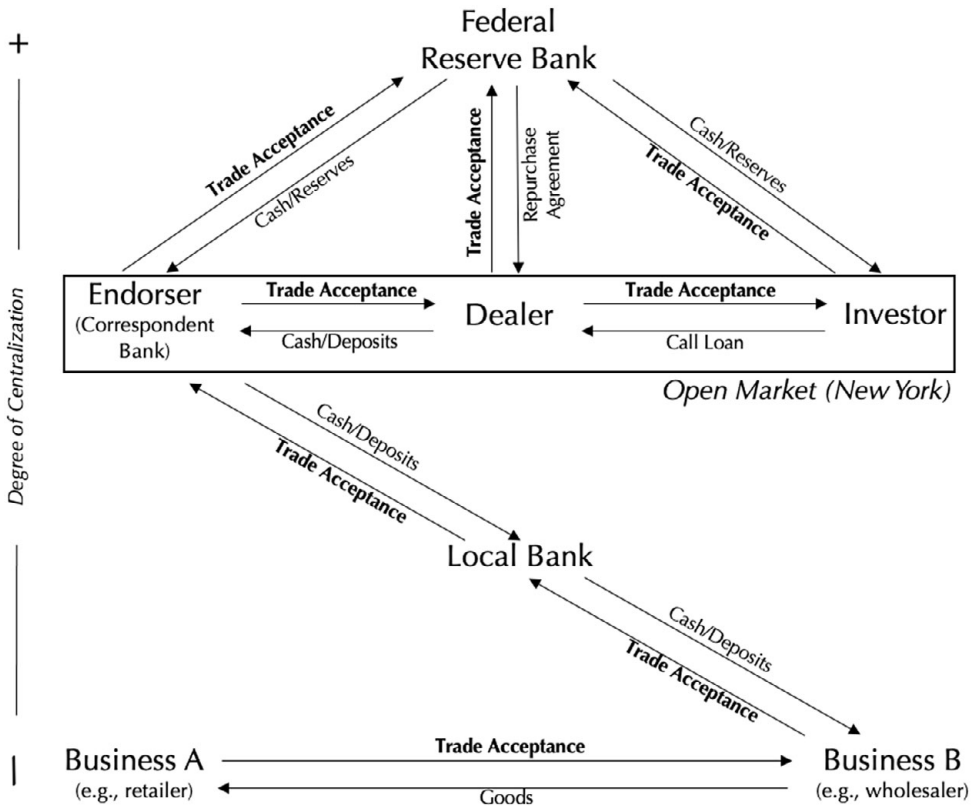 +
Federal
Reserve Bank
Trade Acceptance
Cash/Reserves
Trade Acceptance
Repurchase
Agreement
Cash/Reserves
Trade Acceptance
Degree of Centralization
Endorser
(Correspondent
Bank)
Trade Acceptance
Cash/Deposits
Dealer
Trade Acceptance
Call Loan
Investor
Open Market (New York)
Cash/Deposits
Trade Acceptance
Local Bank
Cash/Deposits
Trade Acceptance
|
Business A
(e.g., retailer)
Trade Acceptance
Goods
Business B
(e.g., wholesaler)